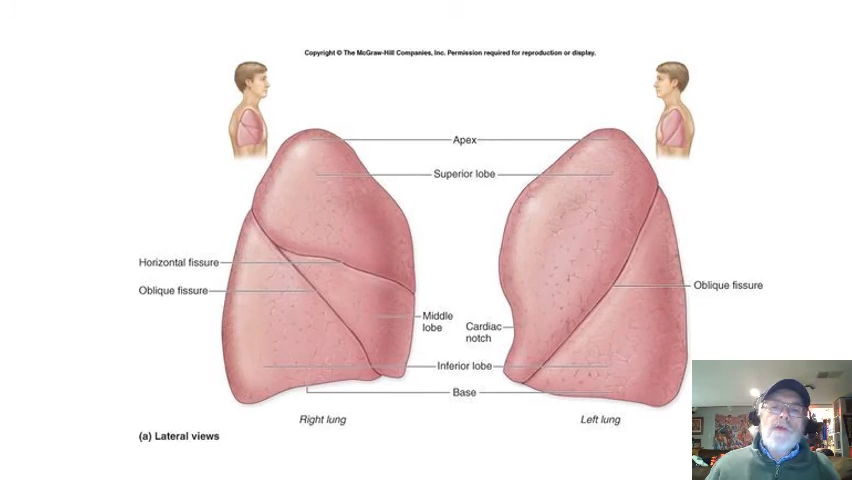 Copyright © The McGraw-Hill Companies, Inc. Permission required for reproduction or display.
Apex
Superior lobe
Horizontal fissure
Oblique fissure
Oblique fissure
Middle
lobe
Cardiac
notch
Inferior lobe
Base
Right lung
Left lung
(a) Lateral views